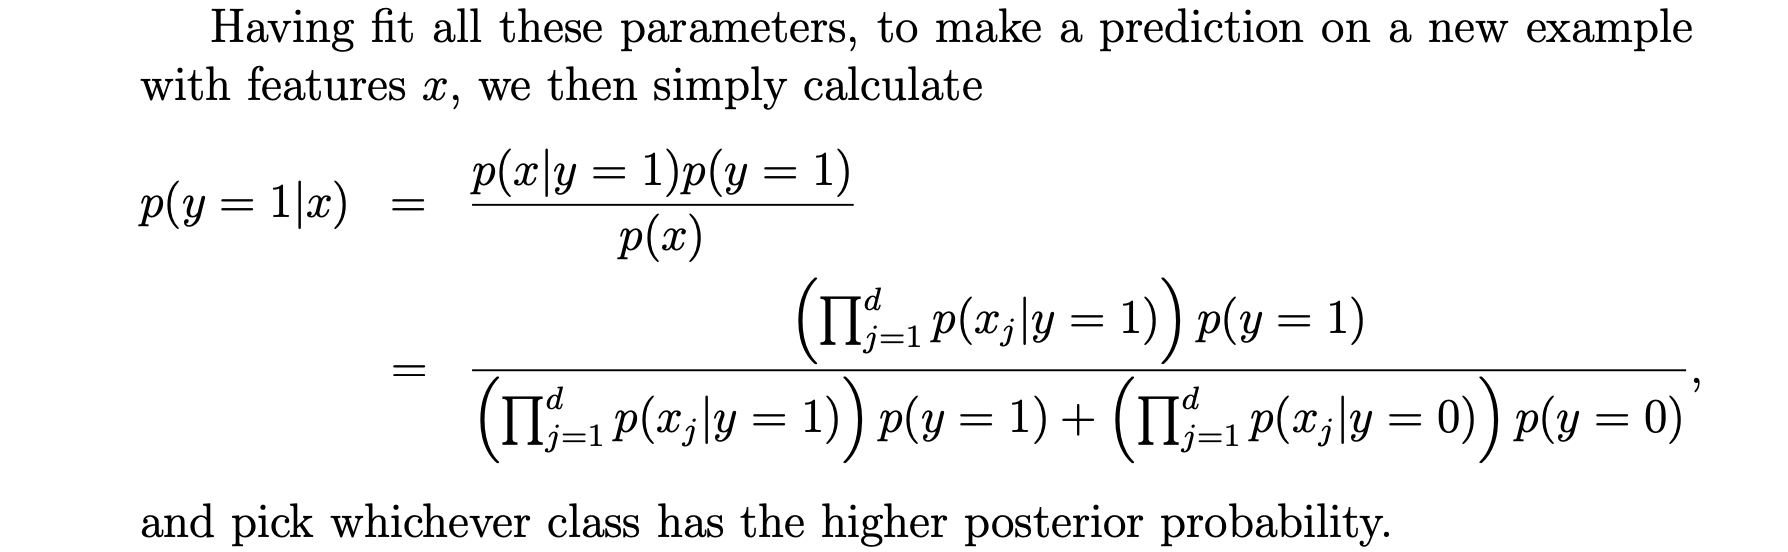 Having fit all these parameters, to make a prediction on a new example
with features x, we then simply calculate
p(y = 1|x) = \frac{p(x|y = 1)p(y = 1)}{p(x)}
= \frac{\left(\prod_{j=1}^{d} p(x_j|y = 1)\right) p(y = 1)}{\left(\prod_{j=1}^{d} p(x_j|y = 1)\right) p(y = 1) + \left(\prod_{j=1}^{d} p(x_j|y = 0)\right) p(y = 0)},
and pick whichever class has the higher posterior probability.